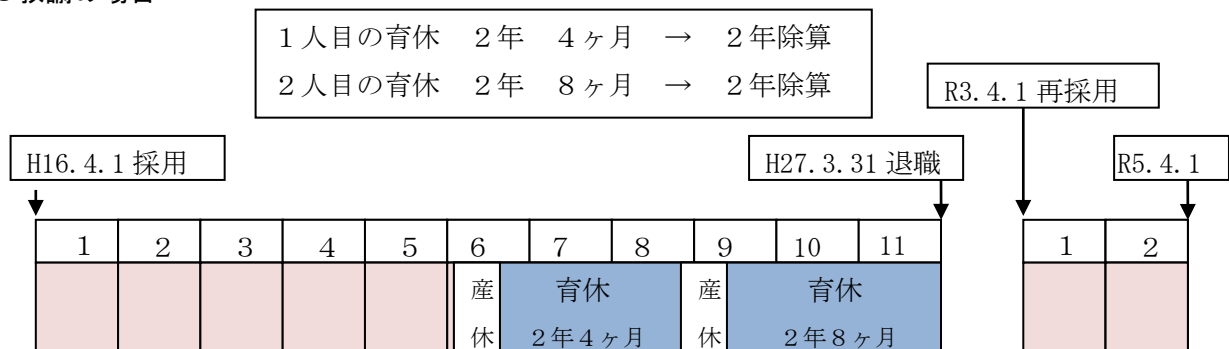 １人目の育休　２年　４ヶ月　→　２年除算
２人目の育休　２年　８ヶ月　→　２年除算
R3.4.1 再採用
H16.4.1 採用
H27.3.31 退職
R5.4.1
1 2 3 4 5 6 7 8 9 10 11 1 2
産休
育休
２年４ヶ月
産休
育休
２年８ヶ月